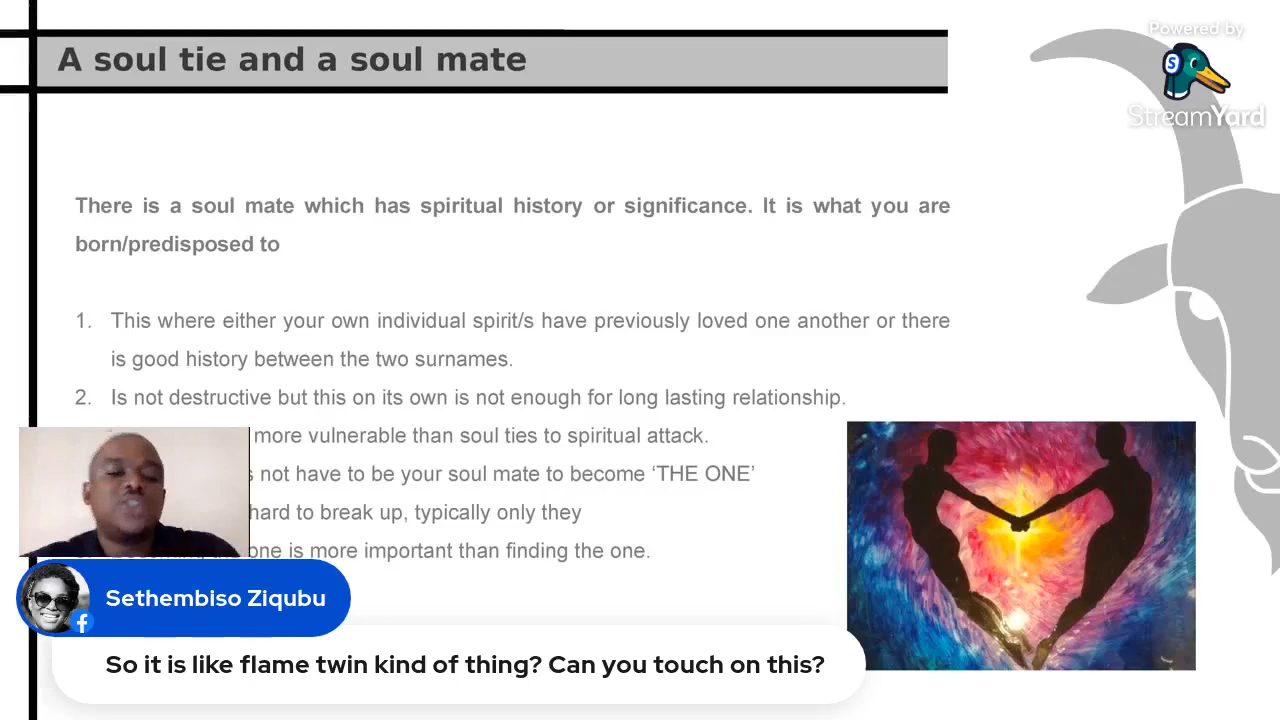 A soul tie and a soul mate
Powered by
StreamYard
There is a soul mate which has spiritual history or significance. It is what you are
born/predisposed to
1. This where either your own individual spirit/s have previously loved one another or there
is good history between the two surnames.
2. Is not destructive but this on its own is not enough for long lasting relationship.
more vulnerable than soul ties to spiritual attack.
not have to be your soul mate to become ‘THE ONE’
hard to break up, typically only they
one is more important than finding the one.
Sethembiso Ziqubu
So it is like flame twin kind of thing? Can you touch on this?